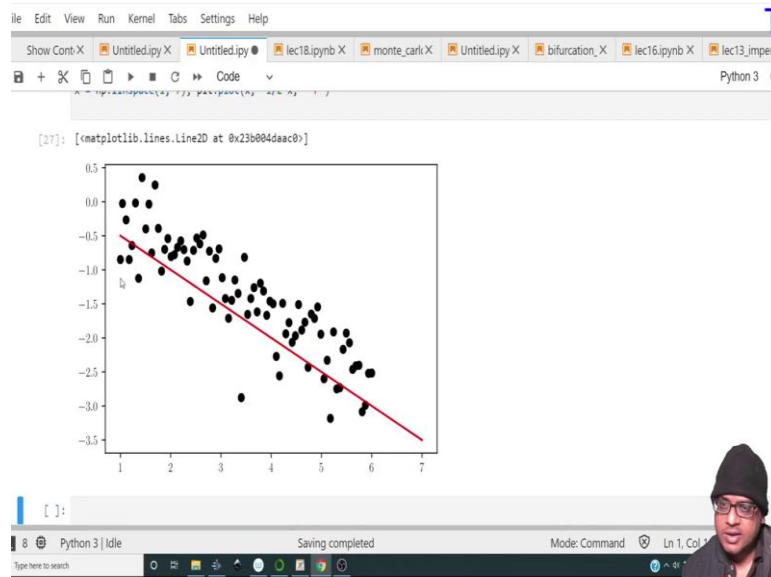 ile Edit View Run Kernel Tabs Settings Help
Show Cont X Untitled.ipy X Untitled.ipy ● lec18.ipynb X monte_carl X Untitled.ipy X bifurcation_ X lec16.ipynb X lec13_impe
Code Python 3
[27]: [<matplotlib.lines.Line2D at 0x23b004daac0>]
0.5
0.0
−0.5
−1.0
−1.5
−2.0
−2.5
−3.0
−3.5
1 2 3 4 5 6 7
[ ]:
8 Python 3 | Idle Saving completed Mode: Command Ln 1, Col
Type here to search